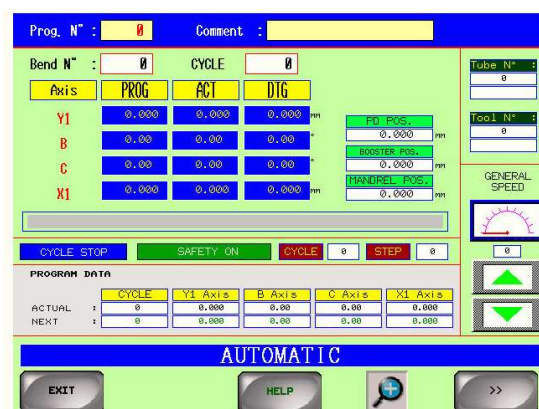 Prog. N° : 0 Comment :
Bend N° : 0 CYCLE 0
Axis PROG ACT DTG
Y1 0.000 0.000 0.000 mm
B 0.00 0.00 0.00 °
C 0.00 0.00 0.00 °
X1 0.000 0.000 0.000 mm
PD POS.
0.000 mm
BOOSTER POS.
0.000 mm
MANDREL POS.
0.000 mm
Tube N° :
0
Tool N° :
0
GENERAL
SPEED
0
CYCLE STOP SAFETY ON CYCLE 0 STEP 0
PROGRAM DATA
CYCLE Y1 Axis B Axis C Axis X1 Axis
ACTUAL : 0 0.000 0.00 0.00 0.000
NEXT : 0 0.000 0.00 0.00 0.000
AUTOMATIC
EXIT HELP >>